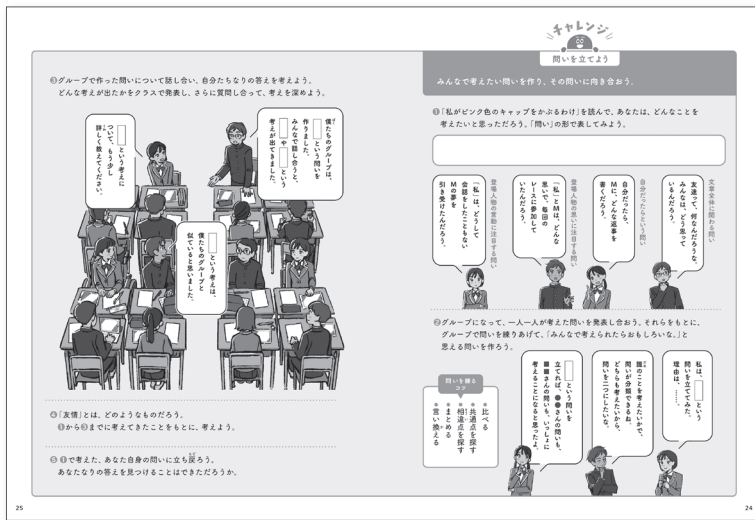 チャレンジ
問いを立てよう
みんなで考えたい問いを作り、その問いに向き合おう。
❶「私がピンク色のキャップをかぶるわけ」を読んで、あなたは、どんなことを
考えたいと思っただろう。「問い」の形で表してみよう。
文章全体に関わる問い
友達って、何なんだろうな。
みんなは、どう思って
いるんだろう。
自分だったらという問い
自分だったら、
Mに、どんな返事を
書くだろう。
登場人物の思いに注目する問い
「私」とMは、どんな
思いで、毎回の
レースに参加して
いたんだろう。
登場人物の言動に注目する問い
「私」は、どうして
会話をしたこともない
Mの夢を
引き受けたんだろう。
❷グループになって、一人一人が考えた問いを発表し合おう。それらをもとに、
グループで問いを練りあげて、「みんなで考えられたらおもしろいな。」と
思える問いを作ろう。
私は、□という
問いを立ててみた。
理由は、……。
誰のことを考えたいかで、
問いが分類できるね。
どちらも考えたいから、
問いを二つにしたいな。
□という問いを
立てれば、●●さんの問いも、
■■さんの問いも、いっしょに
考えることになると思ったよ。
問いを練る
コツ
●比べる
●共通点を探す
●相違点を探す
●まとめる
●言い換える
24
❸グループで作った問いについて話し合い、自分たちなりの答えを考えよう。
どんな考えが出たかをクラスで発表し、さらに質問し合って、考えを深めよう。
僕たちのグループは、
□という問いを
作りました。
みんなで話し合うと、
□や□という
考えが出てきました。
□という考えに
ついて、もう少し
詳しく教えてください。
□という考えは、
僕たちのグループと
似ていると思いました。
❹「友情」とは、どのようなものだろう。
❶から❸までに考えてきたことをもとに、考えよう。
❺❶で考えた、あなた自身の問いに立ち戻ろう。
あなたなりの答えを見つけることはできただろうか。
25